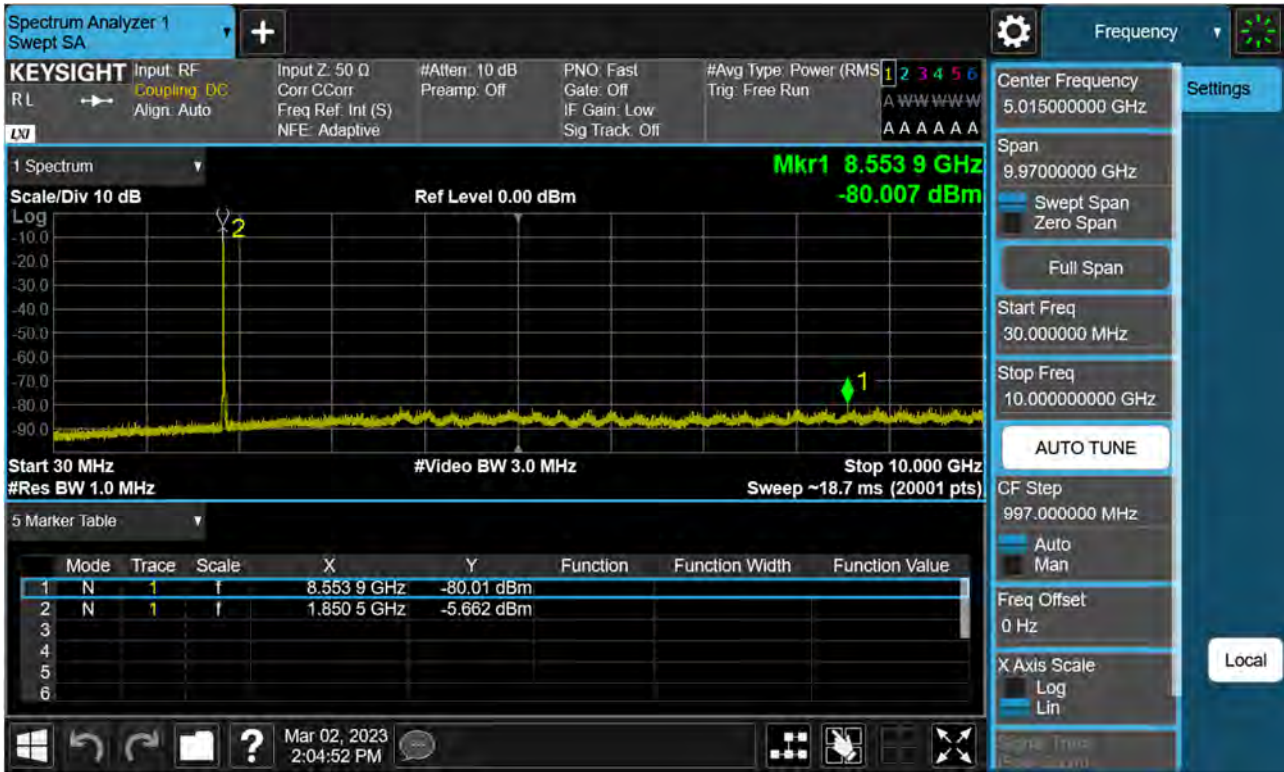 Spectrum Analyzer 1
Swept SA
Frequency
KEYSIGHT
RL
LXI
Input: RF
Coupling: DC
Align: Auto
Input Z: 50 Ω
Corr CCorr
Freq Ref: Int (S)
NFE: Adaptive
#Atten: 10 dB
Preamp: Off
PNO: Fast
Gate: Off
IF Gain: Low
Sig Track: Off
#Avg Type: Power (RMS
Trig: Free Run
1 2 3 4 5 6
A W W W W W
A A A A A A
1 Spectrum
Mkr1 8.553 9 GHz
-80.007 dBm
Scale/Div 10 dB
Ref Level 0.00 dBm
Log
-10.0
-20.0
-30.0
-40.0
-50.0
-60.0
-70.0
-80.0
-90.0
2
1
Start 30 MHz
#Video BW 3.0 MHz
Stop 10.000 GHz
#Res BW 1.0 MHz
Sweep ~18.7 ms (20001 pts)
5 Marker Table
Mode Trace Scale X Y Function Function Width Function Value
1 N 1 f 8.553 9 GHz -80.01 dBm
2 N 1 f 1.850 5 GHz -5.662 dBm
3
4
5
6
Mar 02, 2023
2:04:52 PM
?
Center Frequency
5.015000000 GHz
Span
9.97000000 GHz
Swept Span
Zero Span
Full Span
Start Freq
30.000000 MHz
Stop Freq
10.000000000 GHz
AUTO TUNE
CF Step
997.000000 MHz
Auto
Man
Freq Offset
0 Hz
X Axis Scale
Log
Lin
Settings
Local